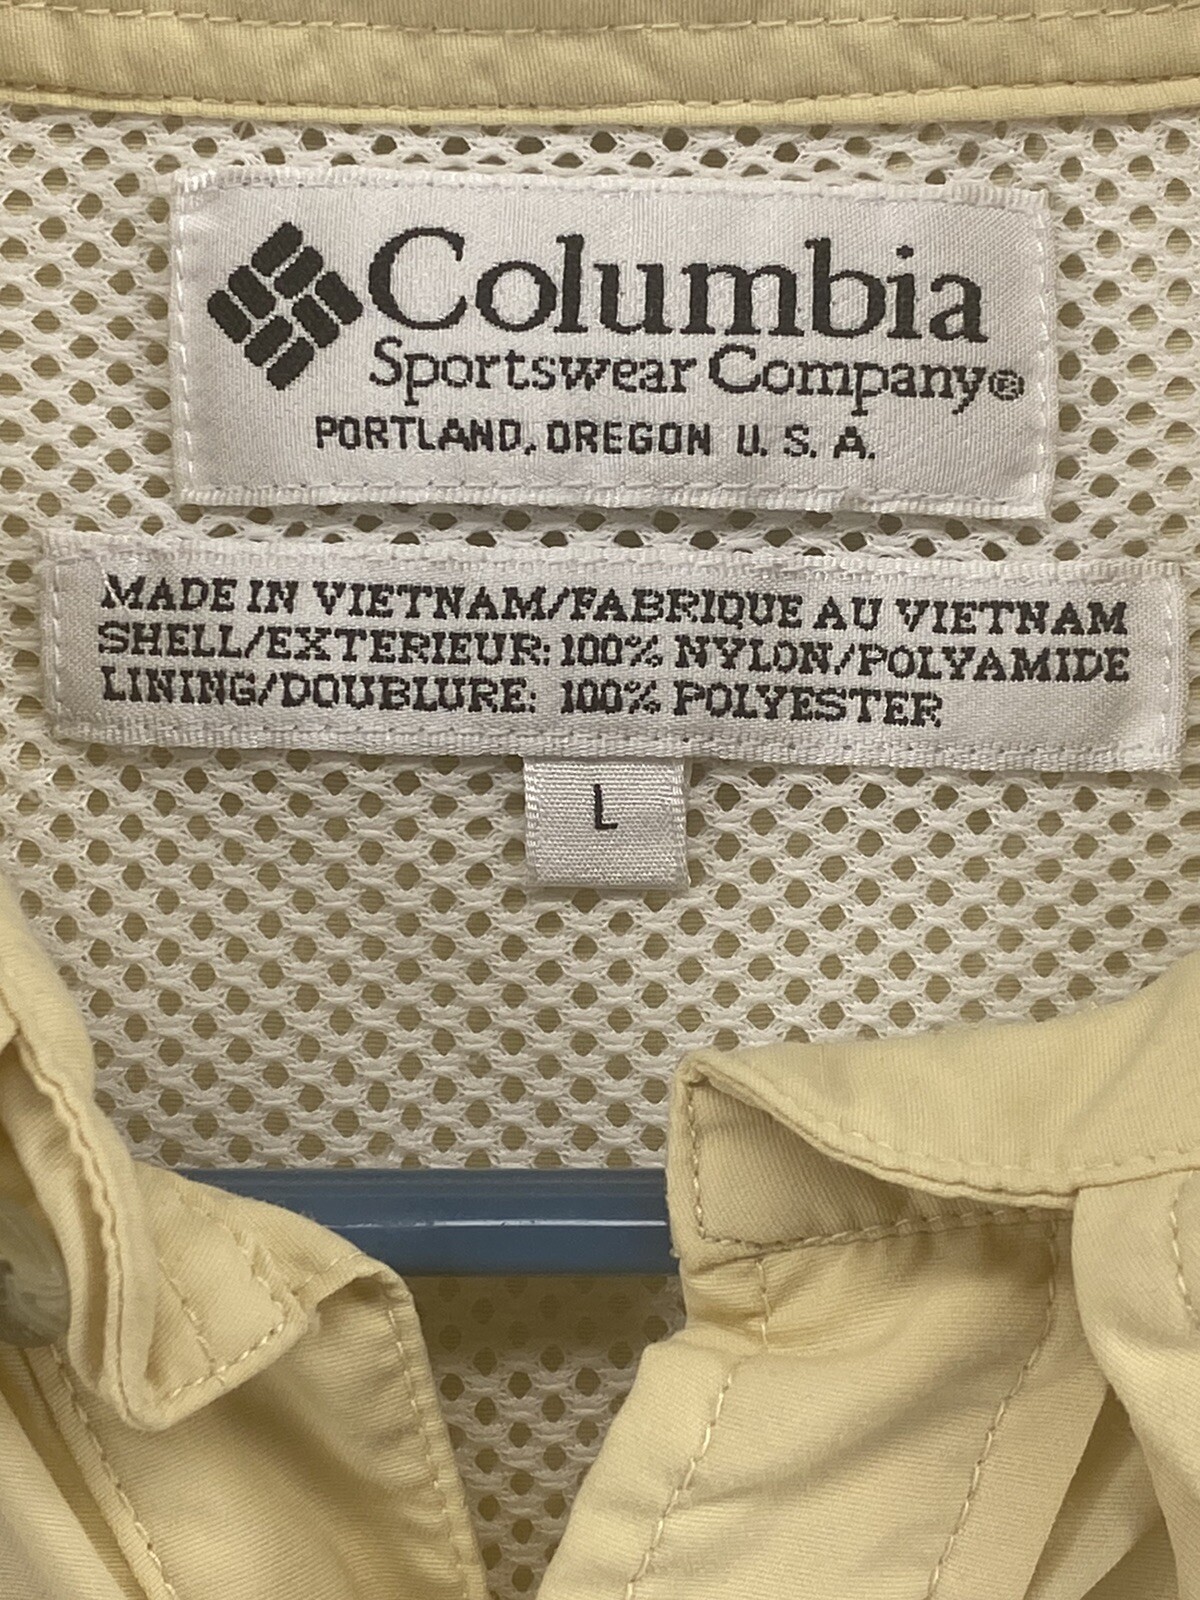 Columbia
Sportswear Company®
PORTLAND, OREGON U. S. A.
MADE IN VIETNAM/FABRIQUE AU VIETNAM
SHELL/EXTERIEUR: 100% NYLON/POLYAMIDE
LINING/DOUBLURE: 100% POLYESTER
L